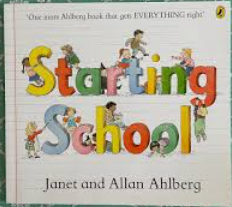 'One more Ahlberg book that gets EVERYTHING right'
Starting
School
Janet and Allan Ahlberg